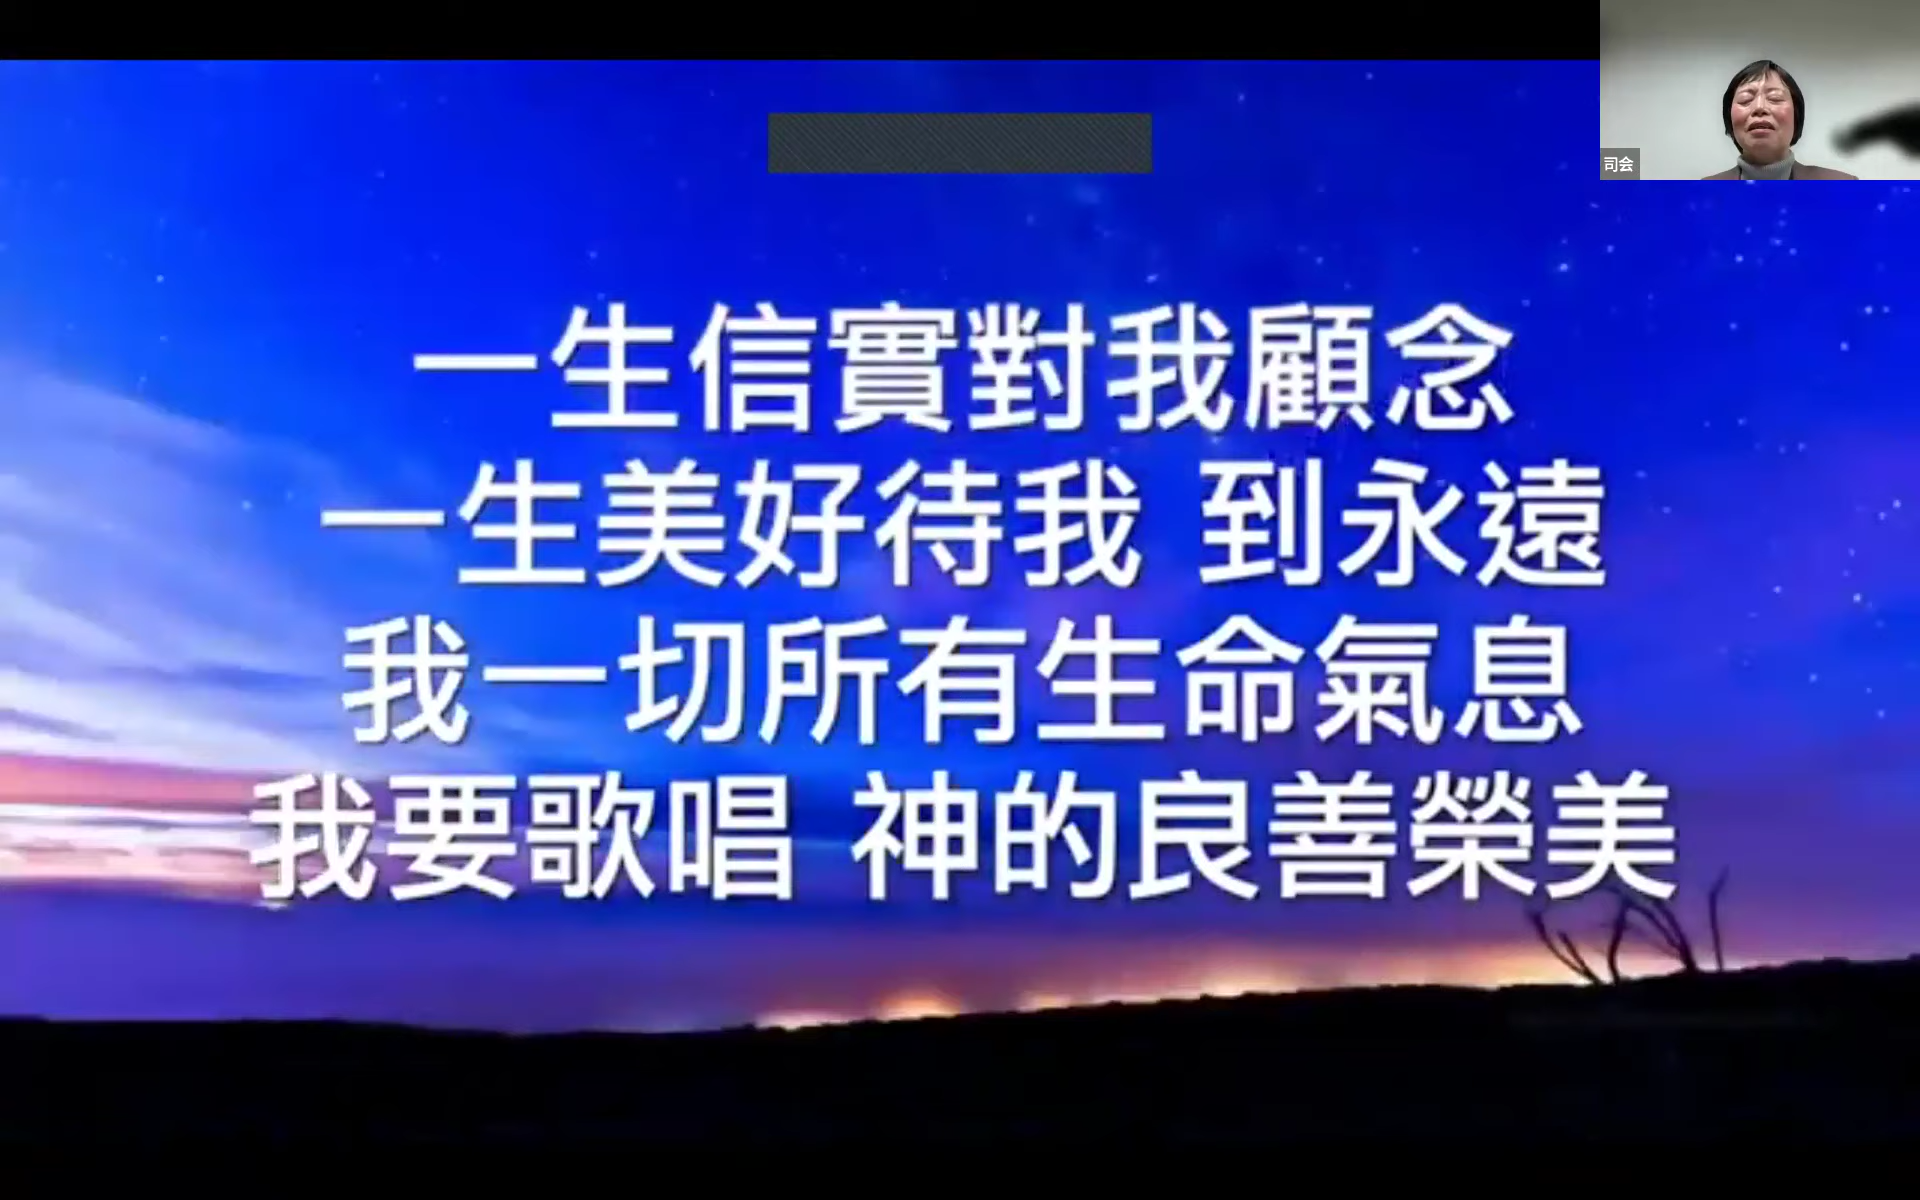 司会
一生信實對我顧念
一生美好待我 到永遠
我一切所有生命氣息
我要歌唱 神的良善榮美